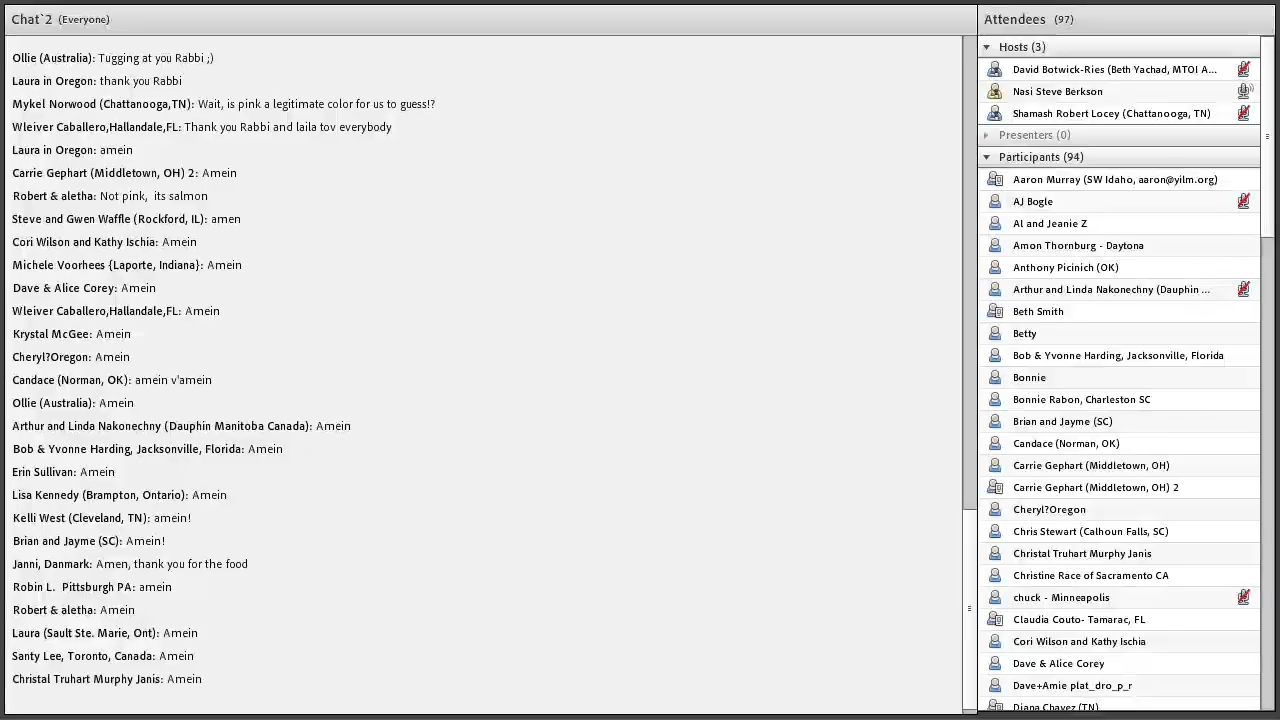 Chat`2 (Everyone)
Ollie (Australia): Tugging at you Rabbi ;)
Laura in Oregon: thank you Rabbi
Mykel Norwood (Chattanooga,TN): Wait, is pink a legitimate color for us to guess!?
Wleiver Caballero,Hallandale,FL: Thank you Rabbi and laila tov everybody
Laura in Oregon: amein
Carrie Gephart (Middletown, OH) 2: Amein
Robert & aletha: Not pink,  its salmon
Steve and Gwen Waffle (Rockford, IL): amen
Cori Wilson and Kathy Ischia: Amein
Michele Voorhees {Laporte, Indiana}: Amein
Dave & Alice Corey: Amein
Wleiver Caballero,Hallandale,FL: Amein
Krystal McGee: Amein
Cheryl?Oregon: Amein
Candace (Norman, OK): amein v'amein
Ollie (Australia): Amein
Arthur and Linda Nakonechny (Dauphin Manitoba Canada): Amein
Bob & Yvonne Harding, Jacksonville, Florida: Amein
Erin Sullivan: Amein
Lisa Kennedy (Brampton, Ontario): Amein
Kelli West (Cleveland, TN): amein!
Brian and Jayme (SC): Amein!
Janni, Danmark: Amen, thank you for the food
Robin L.  Pittsburgh PA: amein
Robert & aletha: Amein
Laura (Sault Ste. Marie, Ont): Amein
Santy Lee, Toronto, Canada: Amein
Christal Truhart Murphy Janis: Amein
Attendees (97)
Hosts (3)
David Botwick-Ries (Beth Yachad, MTOI A...
Nasi Steve Berkson
Shamash Robert Locey (Chattanooga, TN)
Presenters (0)
Participants (94)
Aaron Murray (SW Idaho, aaron@yilm.org)
AJ Bogle
Al and Jeanie Z
Amon Thornburg - Daytona
Anthony Picinich (OK)
Arthur and Linda Nakonechny (Dauphin ...
Beth Smith
Betty
Bob & Yvonne Harding, Jacksonville, Florida
Bonnie
Bonnie Rabon, Charleston SC
Brian and Jayme (SC)
Candace (Norman, OK)
Carrie Gephart (Middletown, OH)
Carrie Gephart (Middletown, OH) 2
Cheryl?Oregon
Chris Stewart (Calhoun Falls, SC)
Christal Truhart Murphy Janis
Christine Race of Sacramento CA
chuck - Minneapolis
Claudia Couto- Tamarac, FL
Cori Wilson and Kathy Ischia
Dave & Alice Corey
Dave+Amie plat_dro_p_r
Diana Chavez (TN)